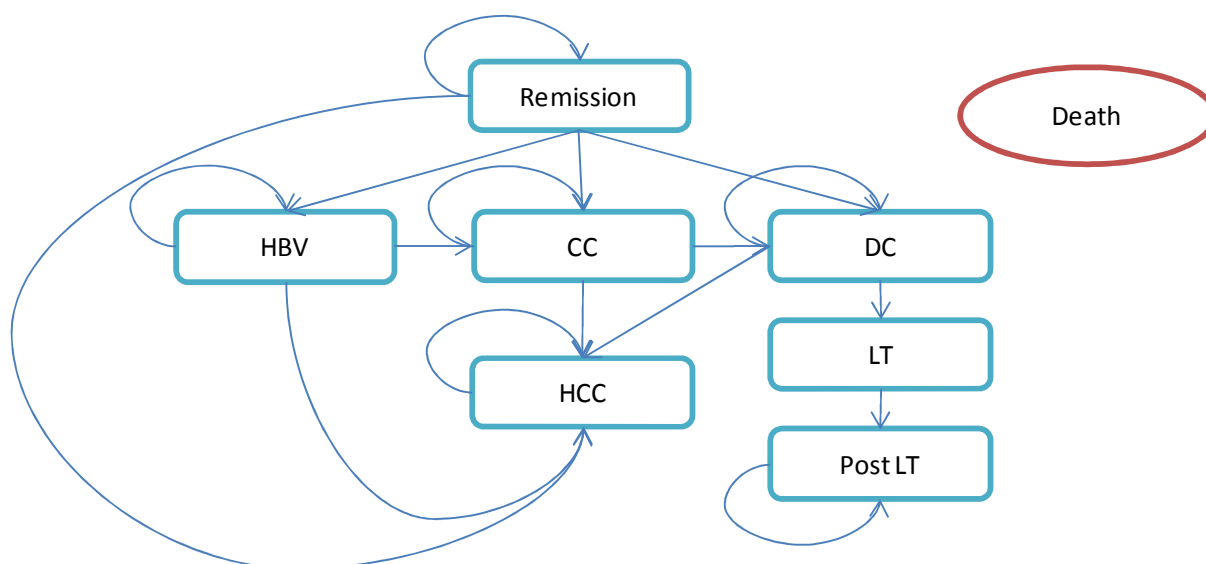 Remission
Death
HBV
CC
DC
LT
HCC
Post LT